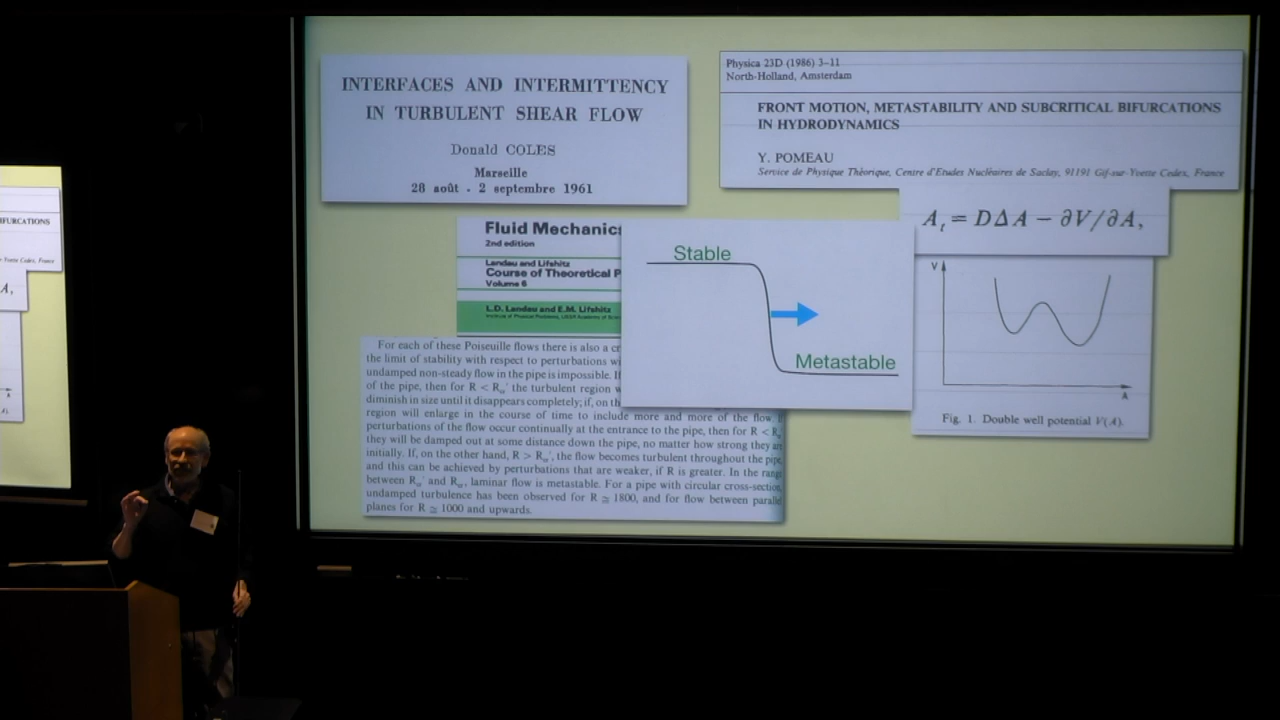 INTERFACES AND INTERMITTENCY
IN TURBULENT SHEAR FLOW
Donald COLES
Marseille
28 août - 2 septembre 1961
Physica 23D (1986) 3–11
North-Holland, Amsterdam
FRONT MOTION, METASTABILITY AND SUBCRITICAL BIFURCATIONS
IN HYDRODYNAMICS
Y. POMEAU
Service de Physique Théorique, Centre d'Etudes Nucléaires de Saclay, 91191 Gif-sur-Yvette Cedex, France
A_t = DΔA − ∂V/∂A,
Fluid Mechanics
2nd edition
Landau and Lifshitz
Course of Theoretical P
Volume 6
L.D. Landau and E.M. Lifshitz
Stable
Metastable
V
A
Fig. 1. Double well potential V(A).
For each of these Poiseuille flows there is also a cr
the limit of stability with respect to perturbations wi
undamped non-steady flow in the pipe is impossible. If
of the pipe, then for R < R_cr' the turbulent region w
diminish in size until it disappears completely; if, on the
region will enlarge in the course of time to include more and more of the flow. If
perturbations of the flow occur continually at the entrance to the pipe, then for R < R
they will be damped out at some distance down the pipe, no matter how strong they are
initially. If, on the other hand, R > R_cr', the flow becomes turbulent throughout the pipe
and this can be achieved by perturbations that are weaker, if R is greater. In the range
between R_cr' and R_cr, laminar flow is metastable. For a pipe with circular cross-section
undamped turbulence has been observed for R ≅ 1800, and for flow between parallel
planes for R ≅ 1000 and upwards.
IFURCATIONS
A,